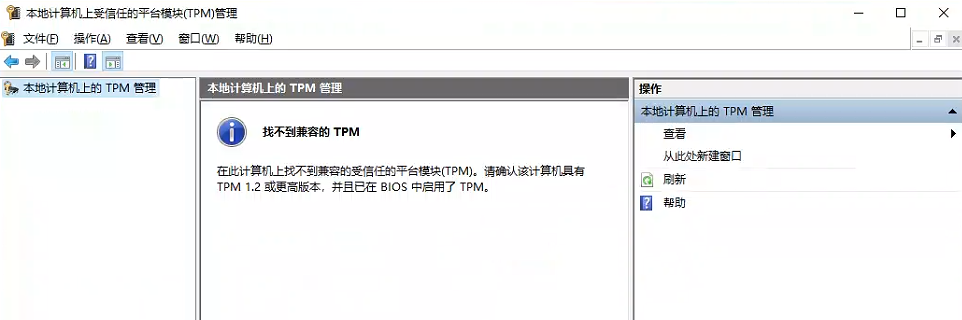 本地计算机上受信任的平台模块(TPM)管理
文件(F) 操作(A) 查看(V) 窗口(W) 帮助(H)
本地计算机上的 TPM 管理
本地计算机上的 TPM 管理
找不到兼容的 TPM
在此计算机上找不到兼容的受信任的平台模块(TPM)。请确认该计算机具有
TPM 1.2 或更高版本，并且已在 BIOS 中启用了 TPM。
操作
本地计算机上的 TPM 管理
查看
从此处新建窗口
刷新
帮助